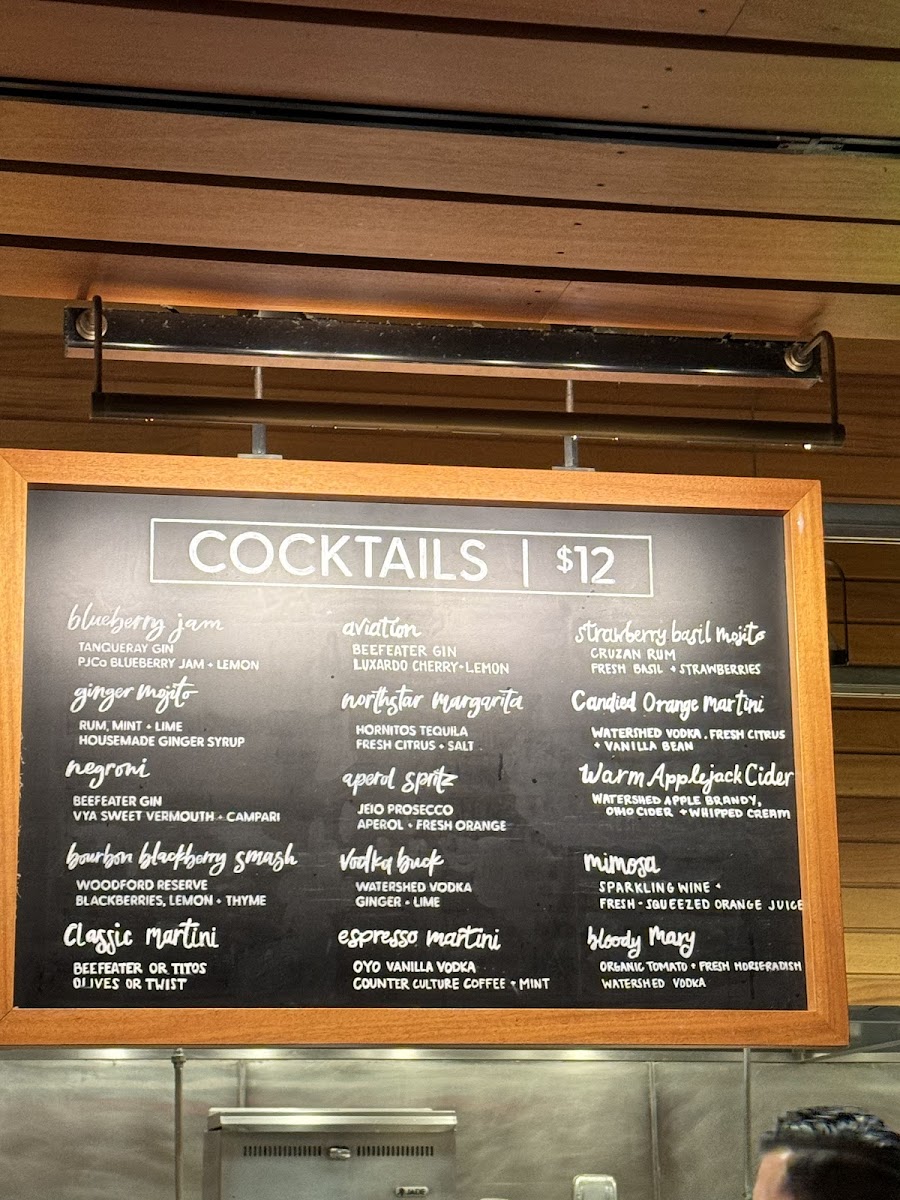 COCKTAILS | $12
blueberry jam
TANQUERAY GIN
PJCo BLUEBERRY JAM + LEMON
ginger mojito
RUM, MINT + LIME
HOUSEMADE GINGER SYRUP
negroni
BEEFEATER GIN
VYA SWEET VERMOUTH + CAMPARI
bourbon blackberry smash
WOODFORD RESERVE
BLACKBERRIES, LEMON + THYME
Classic Martini
BEEFEATER OR TITOS
OLIVES OR TWIST
aviation
BEEFEATER GIN
LUXARDO CHERRY + LEMON
northstar margarita
HORNITOS TEQUILA
FRESH CITRUS + SALT
aperol spritz
JEIO PROSECCO
APEROL + FRESH ORANGE
Vodka buck
WATERSHED VODKA
GINGER + LIME
espresso martini
OYO VANILLA VODKA
COUNTER CULTURE COFFEE + MINT
strawberry basil mojito
CRUZAN RUM
FRESH BASIL + STRAWBERRIES
Candied Orange Martini
WATERSHED VODKA, FRESH CITRUS
+ VANILLA BEAN
Warm Applejack Cider
WATERSHED APPLE BRANDY,
OHIO CIDER + WHIPPED CREAM
mimosa
SPARKLING WINE +
FRESH-SQUEEZED ORANGE JUICE
bloody Mary
ORGANIC TOMATO + FRESH HORSERADISH
WATERSHED VODKA
JADE